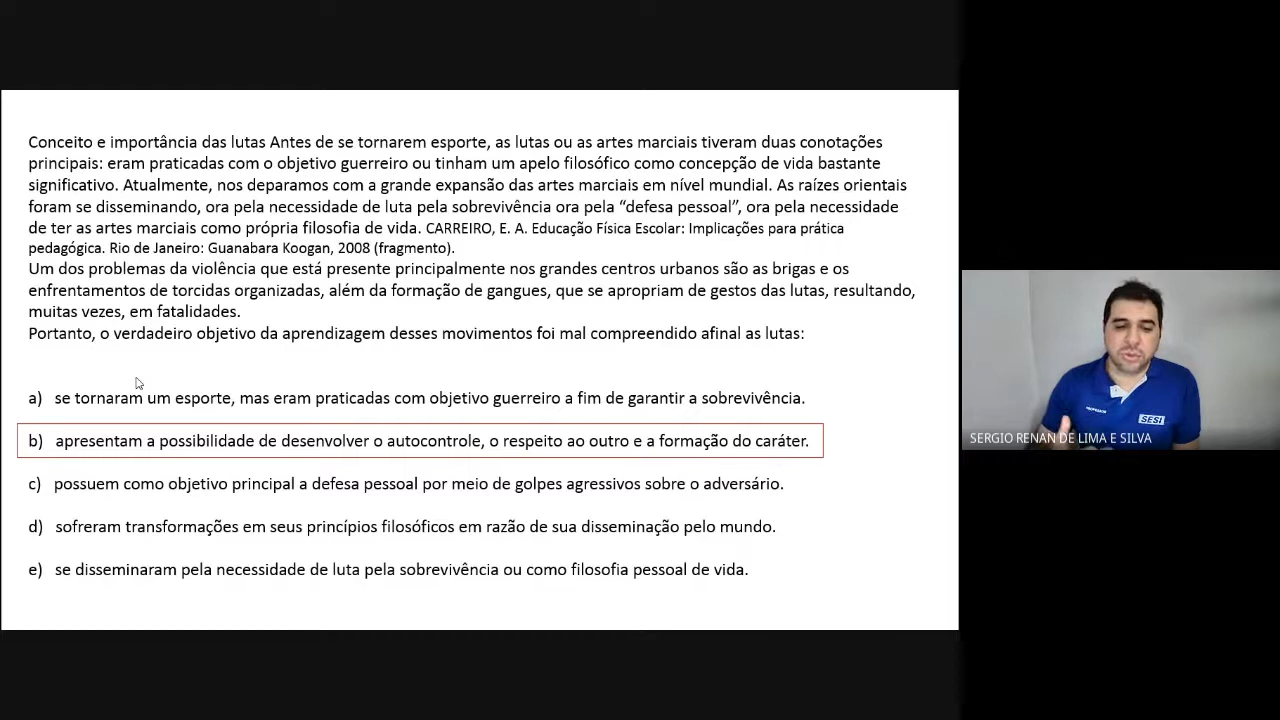 Conceito e importância das lutas Antes de se tornarem esporte, as lutas ou as artes marciais tiveram duas conotações
principais: eram praticadas com o objetivo guerreiro ou tinham um apelo filosófico como concepção de vida bastante
significativo. Atualmente, nos deparamos com a grande expansão das artes marciais em nível mundial. As raízes orientais
foram se disseminando, ora pela necessidade de luta pela sobrevivência ora pela “defesa pessoal”, ora pela necessidade
de ter as artes marciais como própria filosofia de vida. CARREIRO, E. A. Educação Física Escolar: Implicações para prática
pedagógica. Rio de Janeiro: Guanabara Koogan, 2008 (fragmento).
Um dos problemas da violência que está presente principalmente nos grandes centros urbanos são as brigas e os
enfrentamentos de torcidas organizadas, além da formação de gangues, que se apropriam de gestos das lutas, resultando,
muitas vezes, em fatalidades.
Portanto, o verdadeiro objetivo da aprendizagem desses movimentos foi mal compreendido afinal as lutas:
a) se tornaram um esporte, mas eram praticadas com objetivo guerreiro a fim de garantir a sobrevivência.
b) apresentam a possibilidade de desenvolver o autocontrole, o respeito ao outro e a formação do caráter.
c) possuem como objetivo principal a defesa pessoal por meio de golpes agressivos sobre o adversário.
d) sofreram transformações em seus princípios filosóficos em razão de sua disseminação pelo mundo.
e) se disseminaram pela necessidade de luta pela sobrevivência ou como filosofia pessoal de vida.
PROFESSOR
SESI
SERGIO RENAN DE LIMA E SILVA